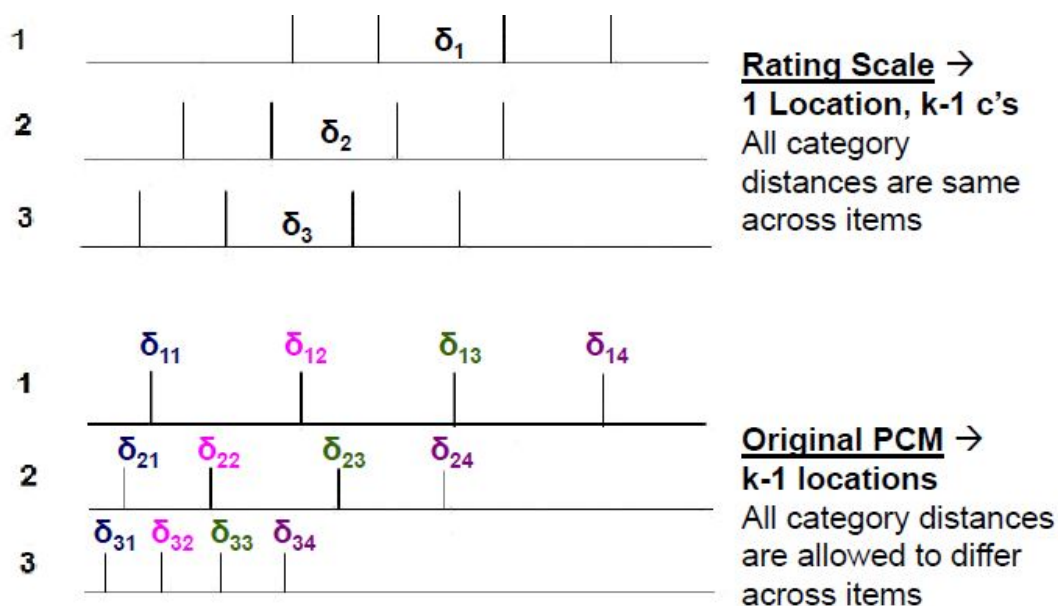 1 δ₁
2 δ₂
3 δ₃
Rating Scale →
1 Location, k-1 c's
All category
distances are same
across items
δ₁₁ δ₁₂ δ₁₃ δ₁₄
1
δ₂₁ δ₂₂ δ₂₃ δ₂₄
2
δ₃₁ δ₃₂ δ₃₃ δ₃₄
3
Original PCM →
k-1 locations
All category distances
are allowed to differ
across items